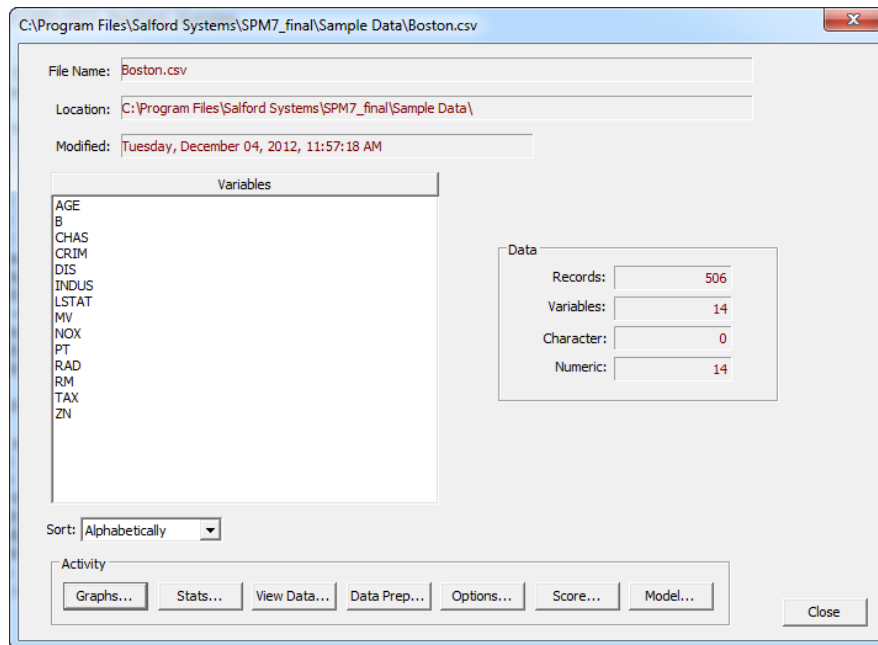 C:\Program Files\Salford Systems\SPM7_final\Sample Data\Boston.csv
File Name: Boston.csv
Location: C:\Program Files\Salford Systems\SPM7_final\Sample Data\
Modified: Tuesday, December 04, 2012, 11:57:18 AM
Variables
AGE
B
CHAS
CRIM
DIS
INDUS
LSTAT
MV
NOX
PT
RAD
RM
TAX
ZN
Data
Records: 506
Variables: 14
Character: 0
Numeric: 14
Sort: Alphabetically
Activity
Graphs... Stats... View Data... Data Prep... Options... Score... Model...
Close